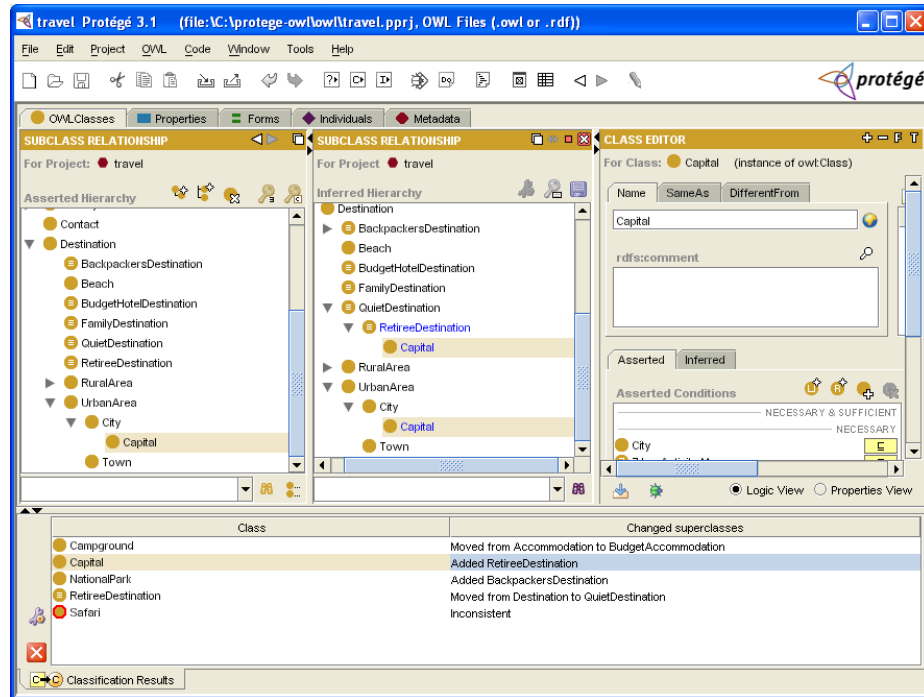 travel Protégé 3.1 (file:\C:\protege-owl\owl\travel.pprj, OWL Files (.owl or .rdf))
File Edit Project OWL Code Window Tools Help
protégé
OWLClasses Properties Forms Individuals Metadata
SUBCLASS RELATIONSHIP
For Project: travel
Asserted Hierarchy
Contact
Destination
BackpackersDestination
Beach
BudgetHotelDestination
FamilyDestination
QuietDestination
RetireeDestination
RuralArea
UrbanArea
City
Capital
Town
SUBCLASS RELATIONSHIP
For Project travel
Inferred Hierarchy
Destination
BackpackersDestination
Beach
BudgetHotelDestination
FamilyDestination
QuietDestination
RetireeDestination
Capital
RuralArea
UrbanArea
City
Capital
Town
CLASS EDITOR
For Class: Capital (instance of owl:Class)
Name SameAs DifferentFrom
Capital
rdfs:comment
Asserted Inferred
Asserted Conditions
NECESSARY & SUFFICIENT
NECESSARY
City
Logic View Properties View
Class Changed superclasses
Campground Moved from Accommodation to BudgetAccommodation
Capital Added RetireeDestination
NationalPark Added BackpackersDestination
RetireeDestination Moved from Destination to QuietDestination
Safari Inconsistent
Classification Results